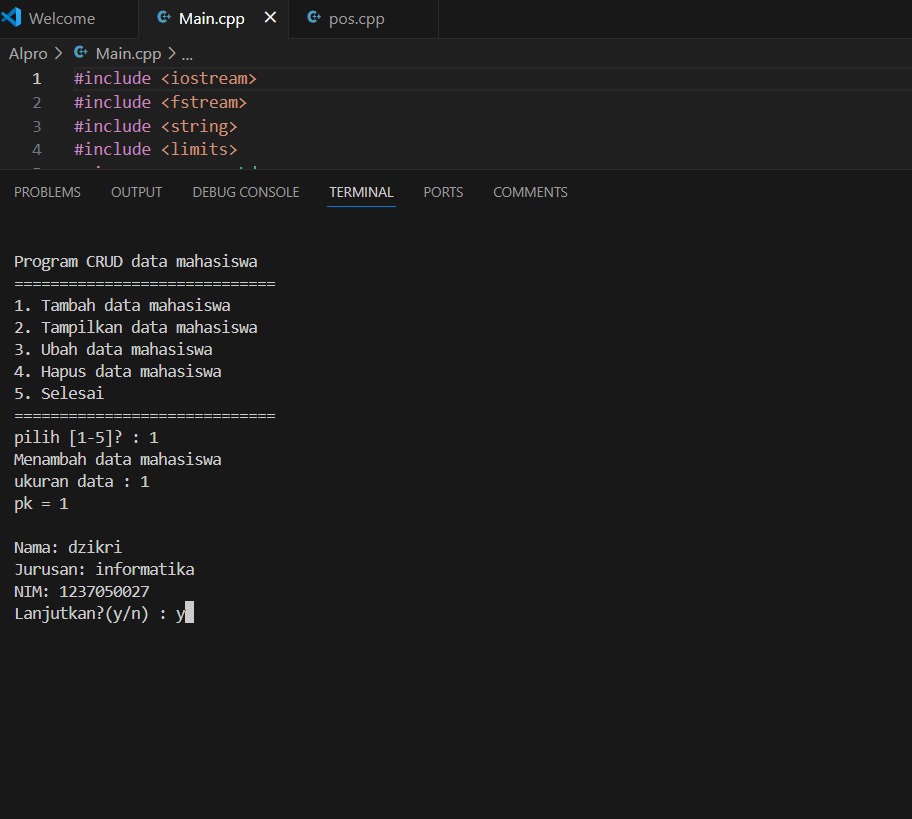 Welcome
Main.cpp
pos.cpp
Alpro > Main.cpp > ...
1 #include <iostream>
2 #include <fstream>
3 #include <string>
4 #include <limits>
PROBLEMS OUTPUT DEBUG CONSOLE TERMINAL PORTS COMMENTS
Program CRUD data mahasiswa
=============================
1. Tambah data mahasiswa
2. Tampilkan data mahasiswa
3. Ubah data mahasiswa
4. Hapus data mahasiswa
5. Selesai
=============================
pilih [1-5]? : 1
Menambah data mahasiswa
ukuran data : 1
pk = 1
Nama: dzikri
Jurusan: informatika
NIM: 1237050027
Lanjutkan?(y/n) : y